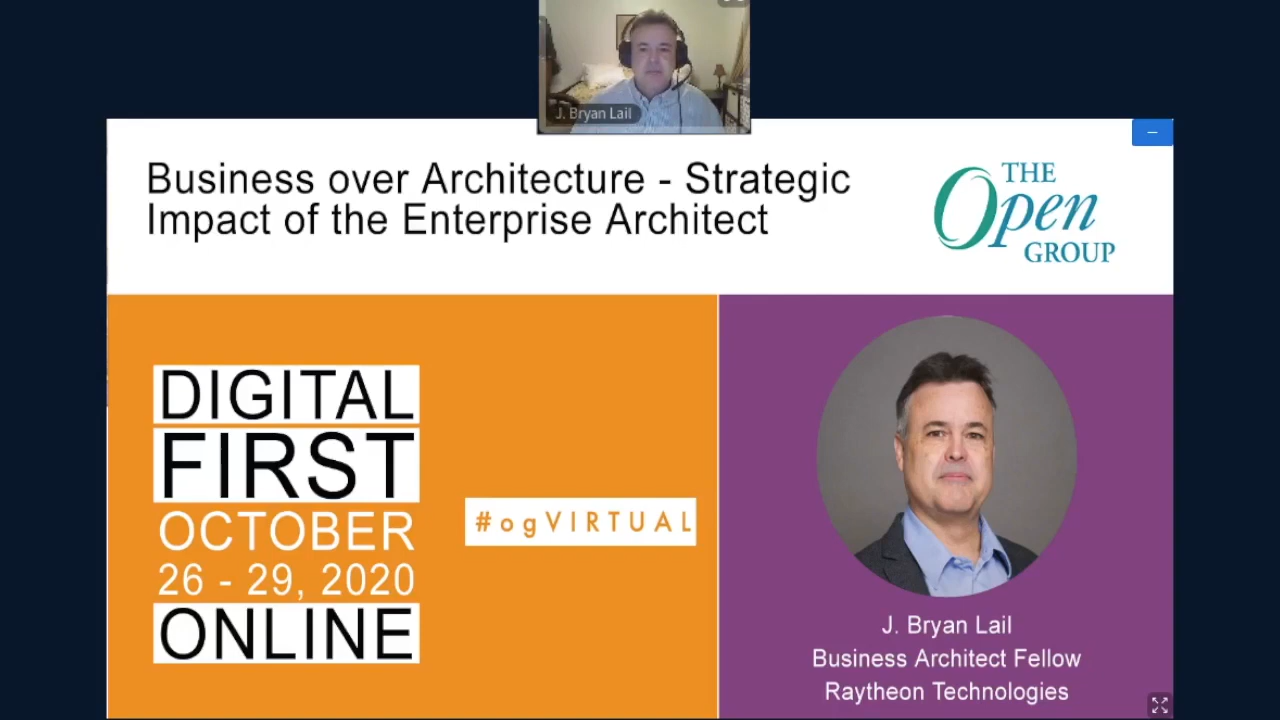 J. Bryan Lail
Business over Architecture - Strategic
Impact of the Enterprise Architect
THE
Open
GROUP
DIGITAL
FIRST
OCTOBER
26 - 29, 2020
ONLINE
#ogVIRTUAL
J. Bryan Lail
Business Architect Fellow
Raytheon Technologies